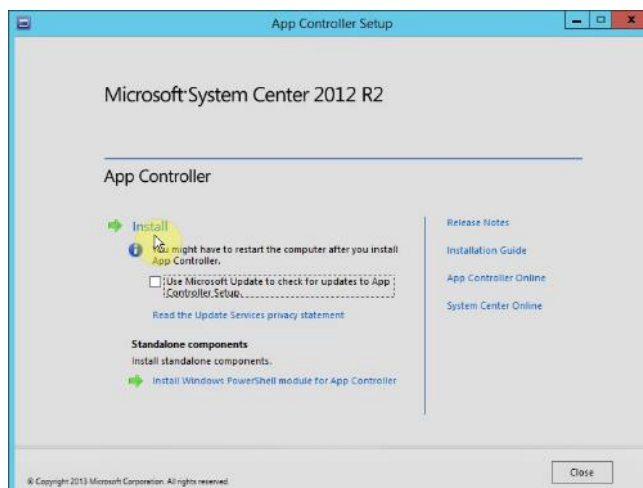 App Controller Setup
Microsoft System Center 2012 R2
App Controller
Install
You might have to restart the computer after you install
App Controller.
Use Microsoft Update to check for updates to App
Controller Setup.
Read the Update Services privacy statement
Standalone components
Install standalone components.
Install Windows PowerShell module for App Controller
Release Notes
Installation Guide
App Controller Online
System Center Online
© Copyright 2013 Microsoft Corporation. All rights reserved.
Close